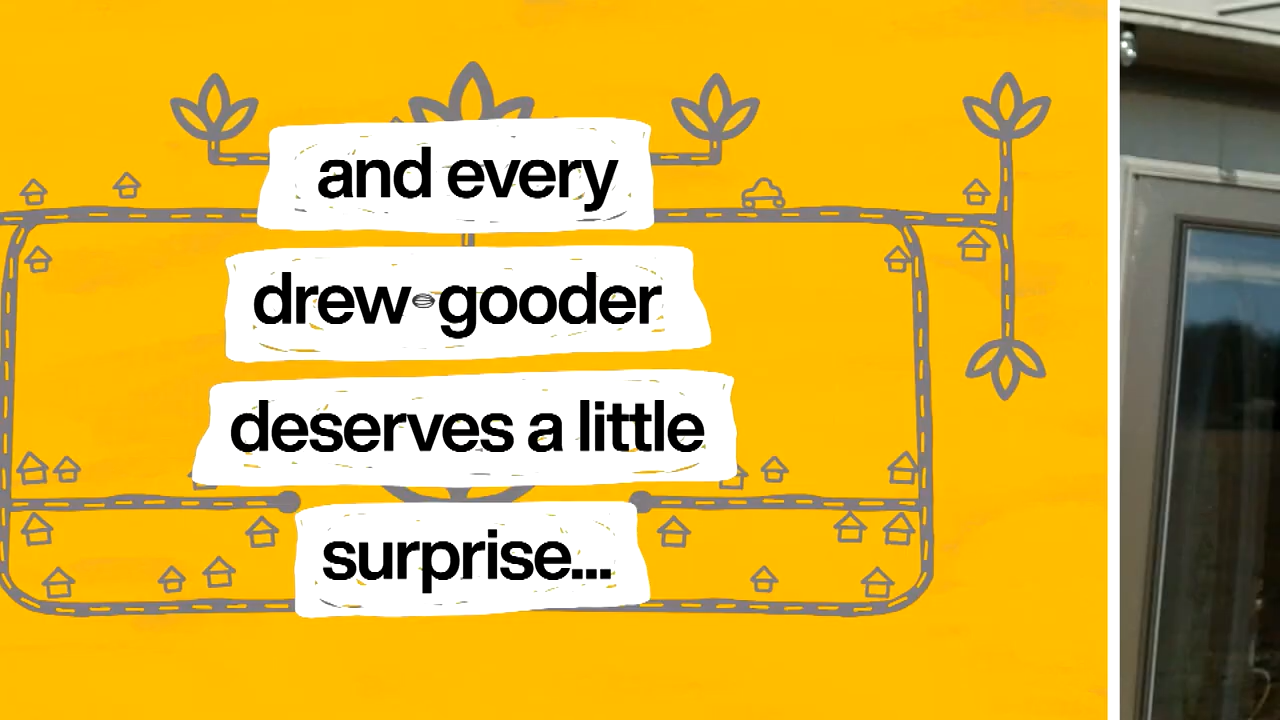 and every
drew-gooder
deserves a little
surprise...